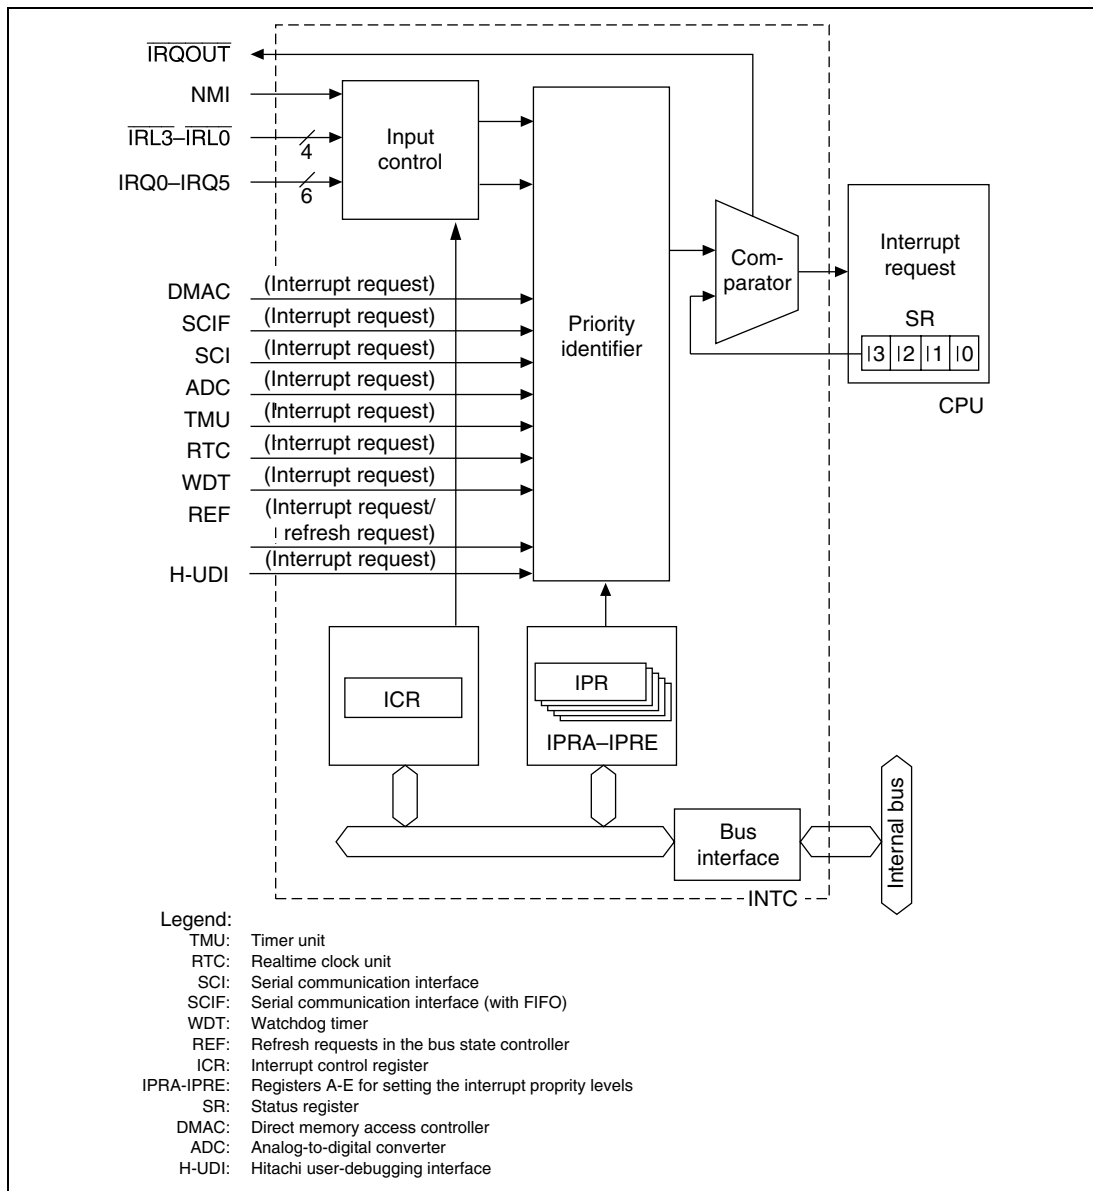 IRQOUT
NMI
IRL3–IRL0
4
IRQ0–IRQ5
6
Input
control
DMAC (Interrupt request)
SCIF (Interrupt request)
SCI (Interrupt request)
ADC (Interrupt request)
TMU (Interrupt request)
RTC (Interrupt request)
WDT (Interrupt request)
REF (Interrupt request/
refresh request)
H-UDI (Interrupt request)
Priority
identifier
Com-
parator
Interrupt
request
SR
I3 I2 I1 I0
CPU
ICR
IPR
IPRA–IPRE
Bus
interface
Internal bus
INTC
Legend:
TMU: Timer unit
RTC: Realtime clock unit
SCI: Serial communication interface
SCIF: Serial communication interface (with FIFO)
WDT: Watchdog timer
REF: Refresh requests in the bus state controller
ICR: Interrupt control register
IPRA-IPRE: Registers A-E for setting the interrupt proprity levels
SR: Status register
DMAC: Direct memory access controller
ADC: Analog-to-digital converter
H-UDI: Hitachi user-debugging interface